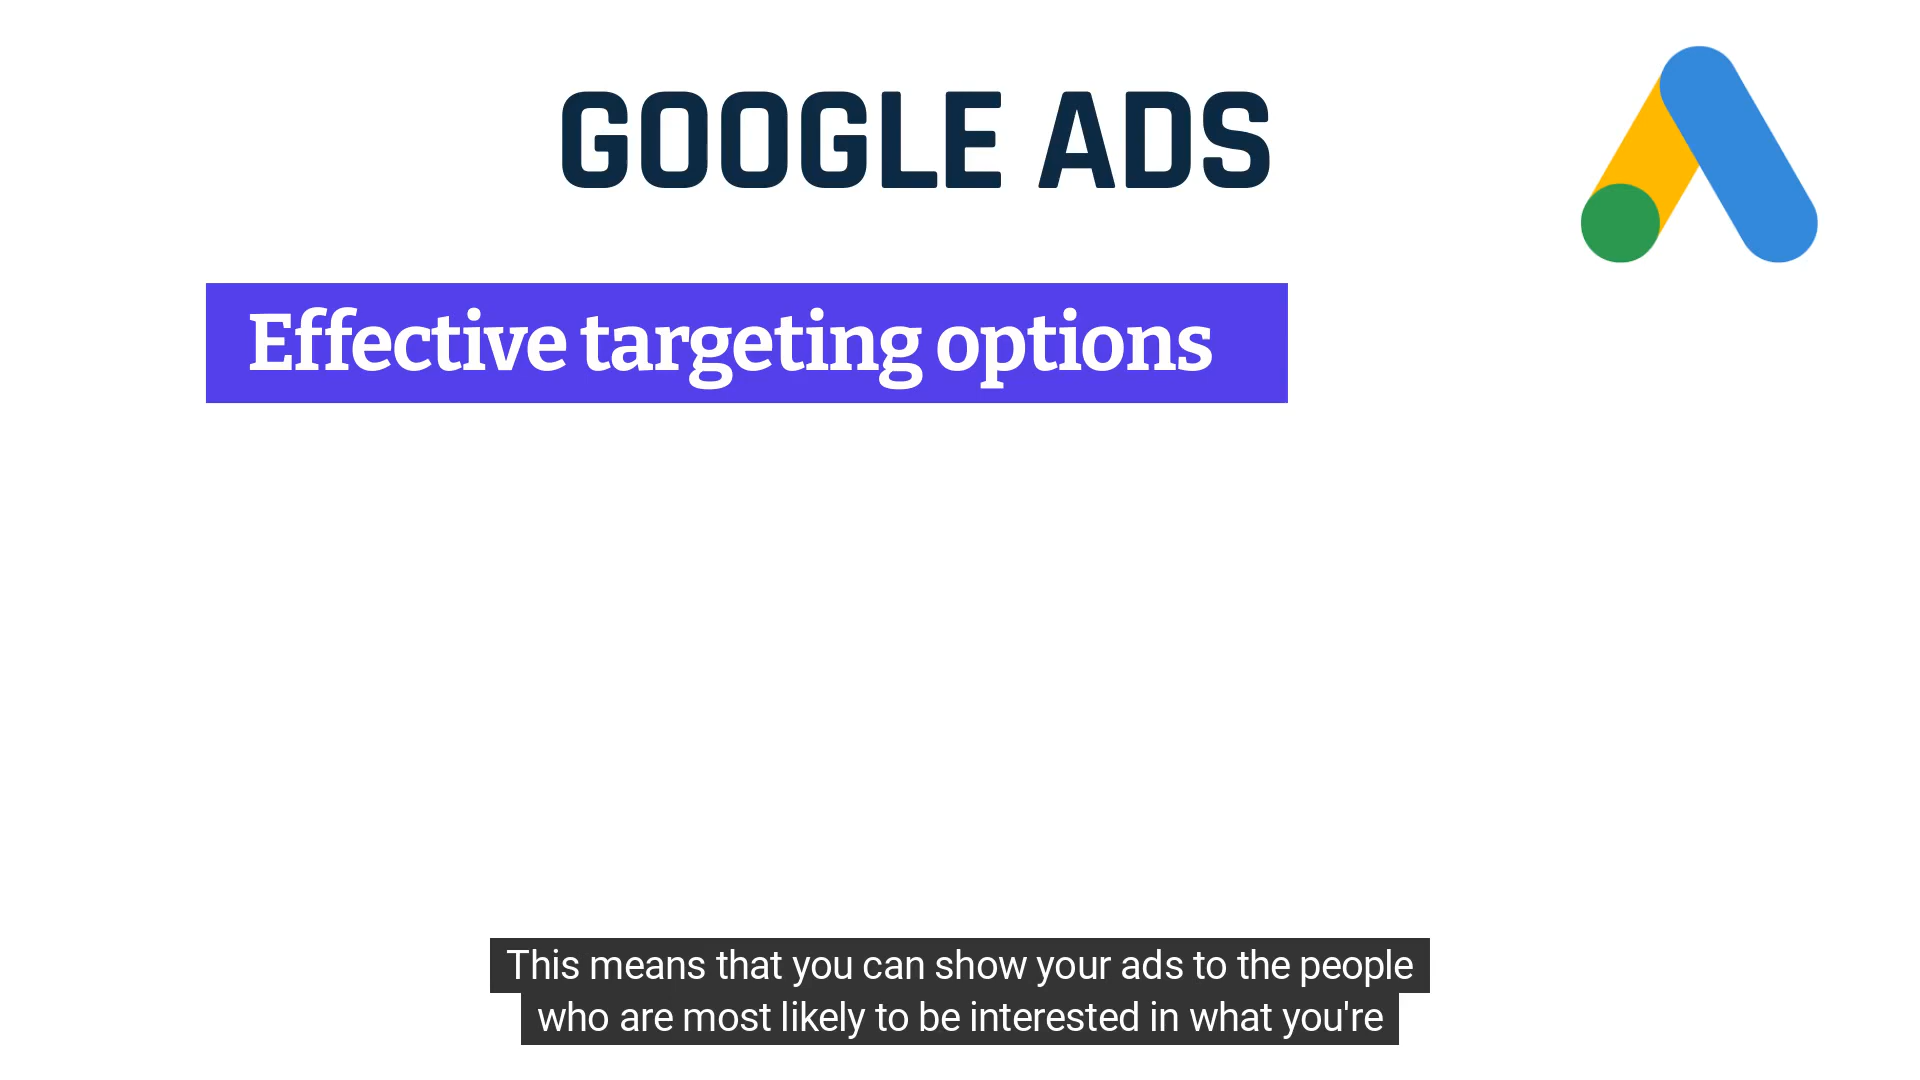 GOOGLE ADS
Effective targeting options
This means that you can show your ads to the people
who are most likely to be interested in what you're